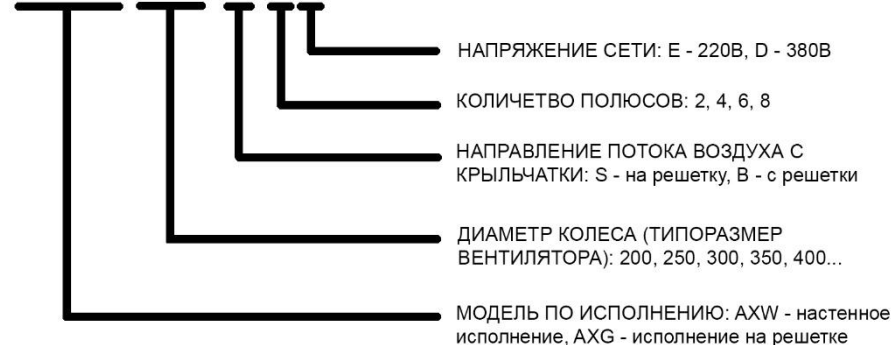 НАПРЯЖЕНИЕ СЕТИ: E - 220В, D - 380В
КОЛИЧЕТВО ПОЛЮСОВ: 2, 4, 6, 8
НАПРАВЛЕНИЕ ПОТОКА ВОЗДУХА С
КРЫЛЬЧАТКИ: S - на решетку, B - с решетки
ДИАМЕТР КОЛЕСА (ТИПОРАЗМЕР
ВЕНТИЛЯТОРА): 200, 250, 300, 350, 400...
МОДЕЛЬ ПО ИСПОЛНЕНИЮ: AXW - настенное
исполнение, AXG - исполнение на решетке